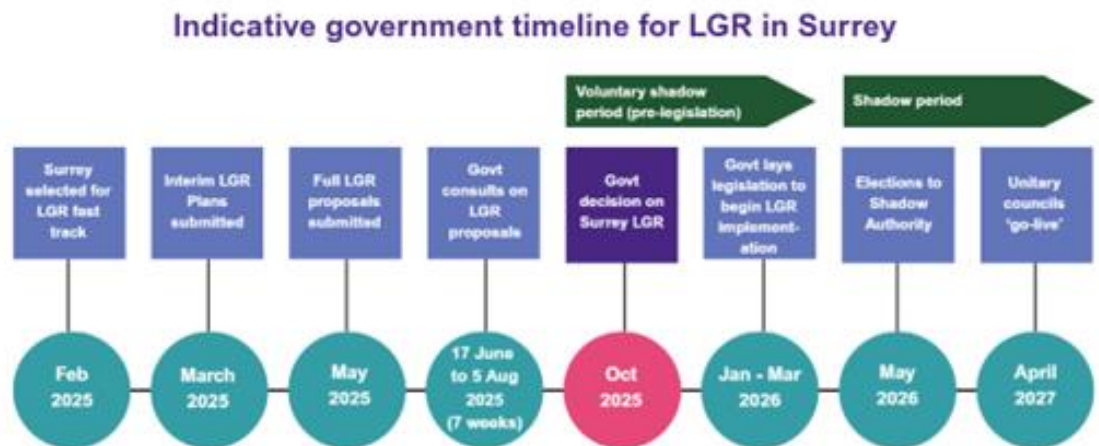 Indicative government timeline for LGR in Surrey
Voluntary shadow
period (pre-legislation)
Shadow period
Surrey
selected for
LGR fast
track
Interim LGR
Plans
submitted
Full LGR
proposals
submitted
Govt
consults on
LGR
proposals
Govt
decision on
Surrey LGR
Govt lays
legislation to
begin LGR
implement-
ation
Elections to
Shadow
Authority
Unitary
councils
'go-live'
Feb
2025
March
2025
May
2025
17 June
to 5 Aug
2025
(7 weeks)
Oct
2025
Jan - Mar
2026
May
2026
April
2027